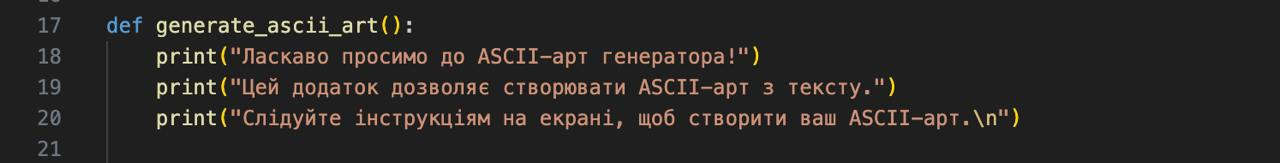 17 def generate_ascii_art():
18 print("Ласкаво просимо до ASCII-арт генератора!")
19 print("Цей додаток дозволяє створювати ASCII-арт з тексту.")
20 print("Слідуйте інструкціям на екрані, щоб створити ваш ASCII-арт.\n")
21